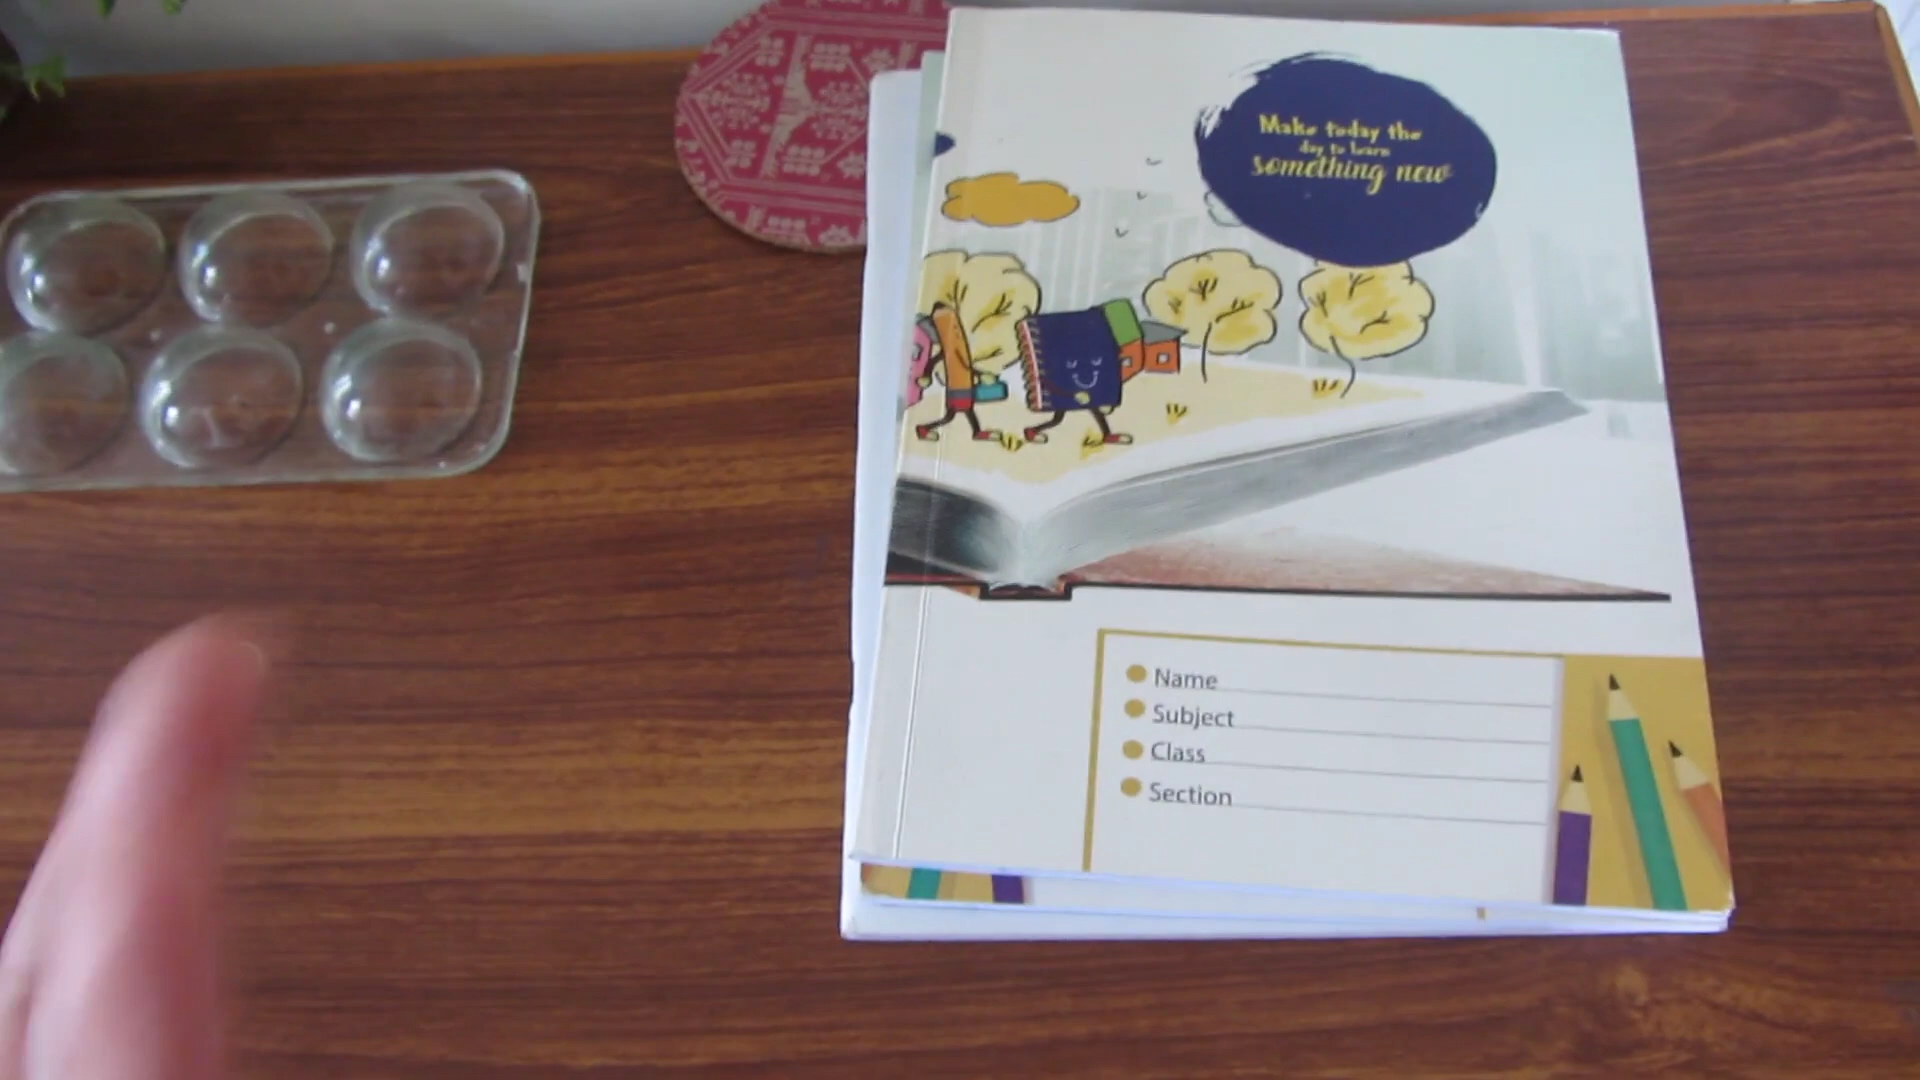 Make today the
day to learn
something new
Name
Subject
Class
Section